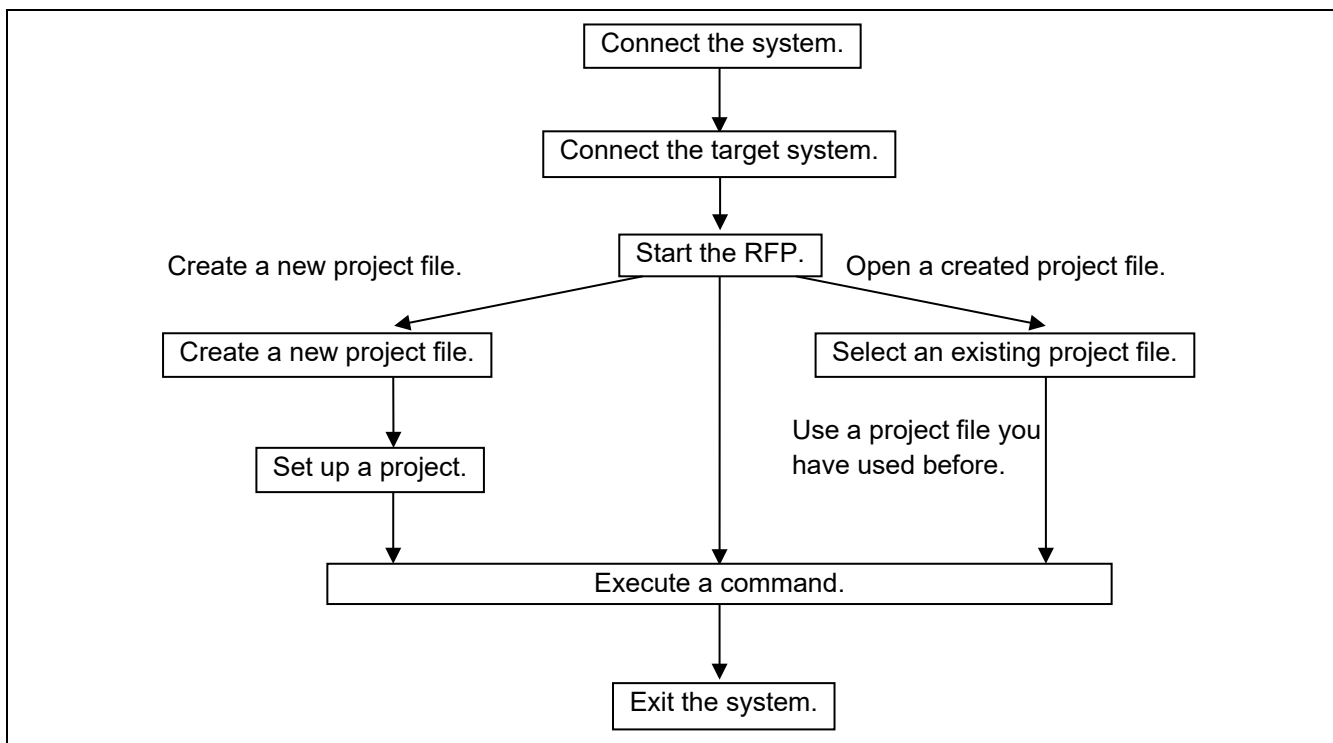 Connect the system.
Connect the target system.
Start the RFP.
Create a new project file.
Open a created project file.
Create a new project file.
Select an existing project file.
Use a project file you
have used before.
Set up a project.
Execute a command.
Exit the system.